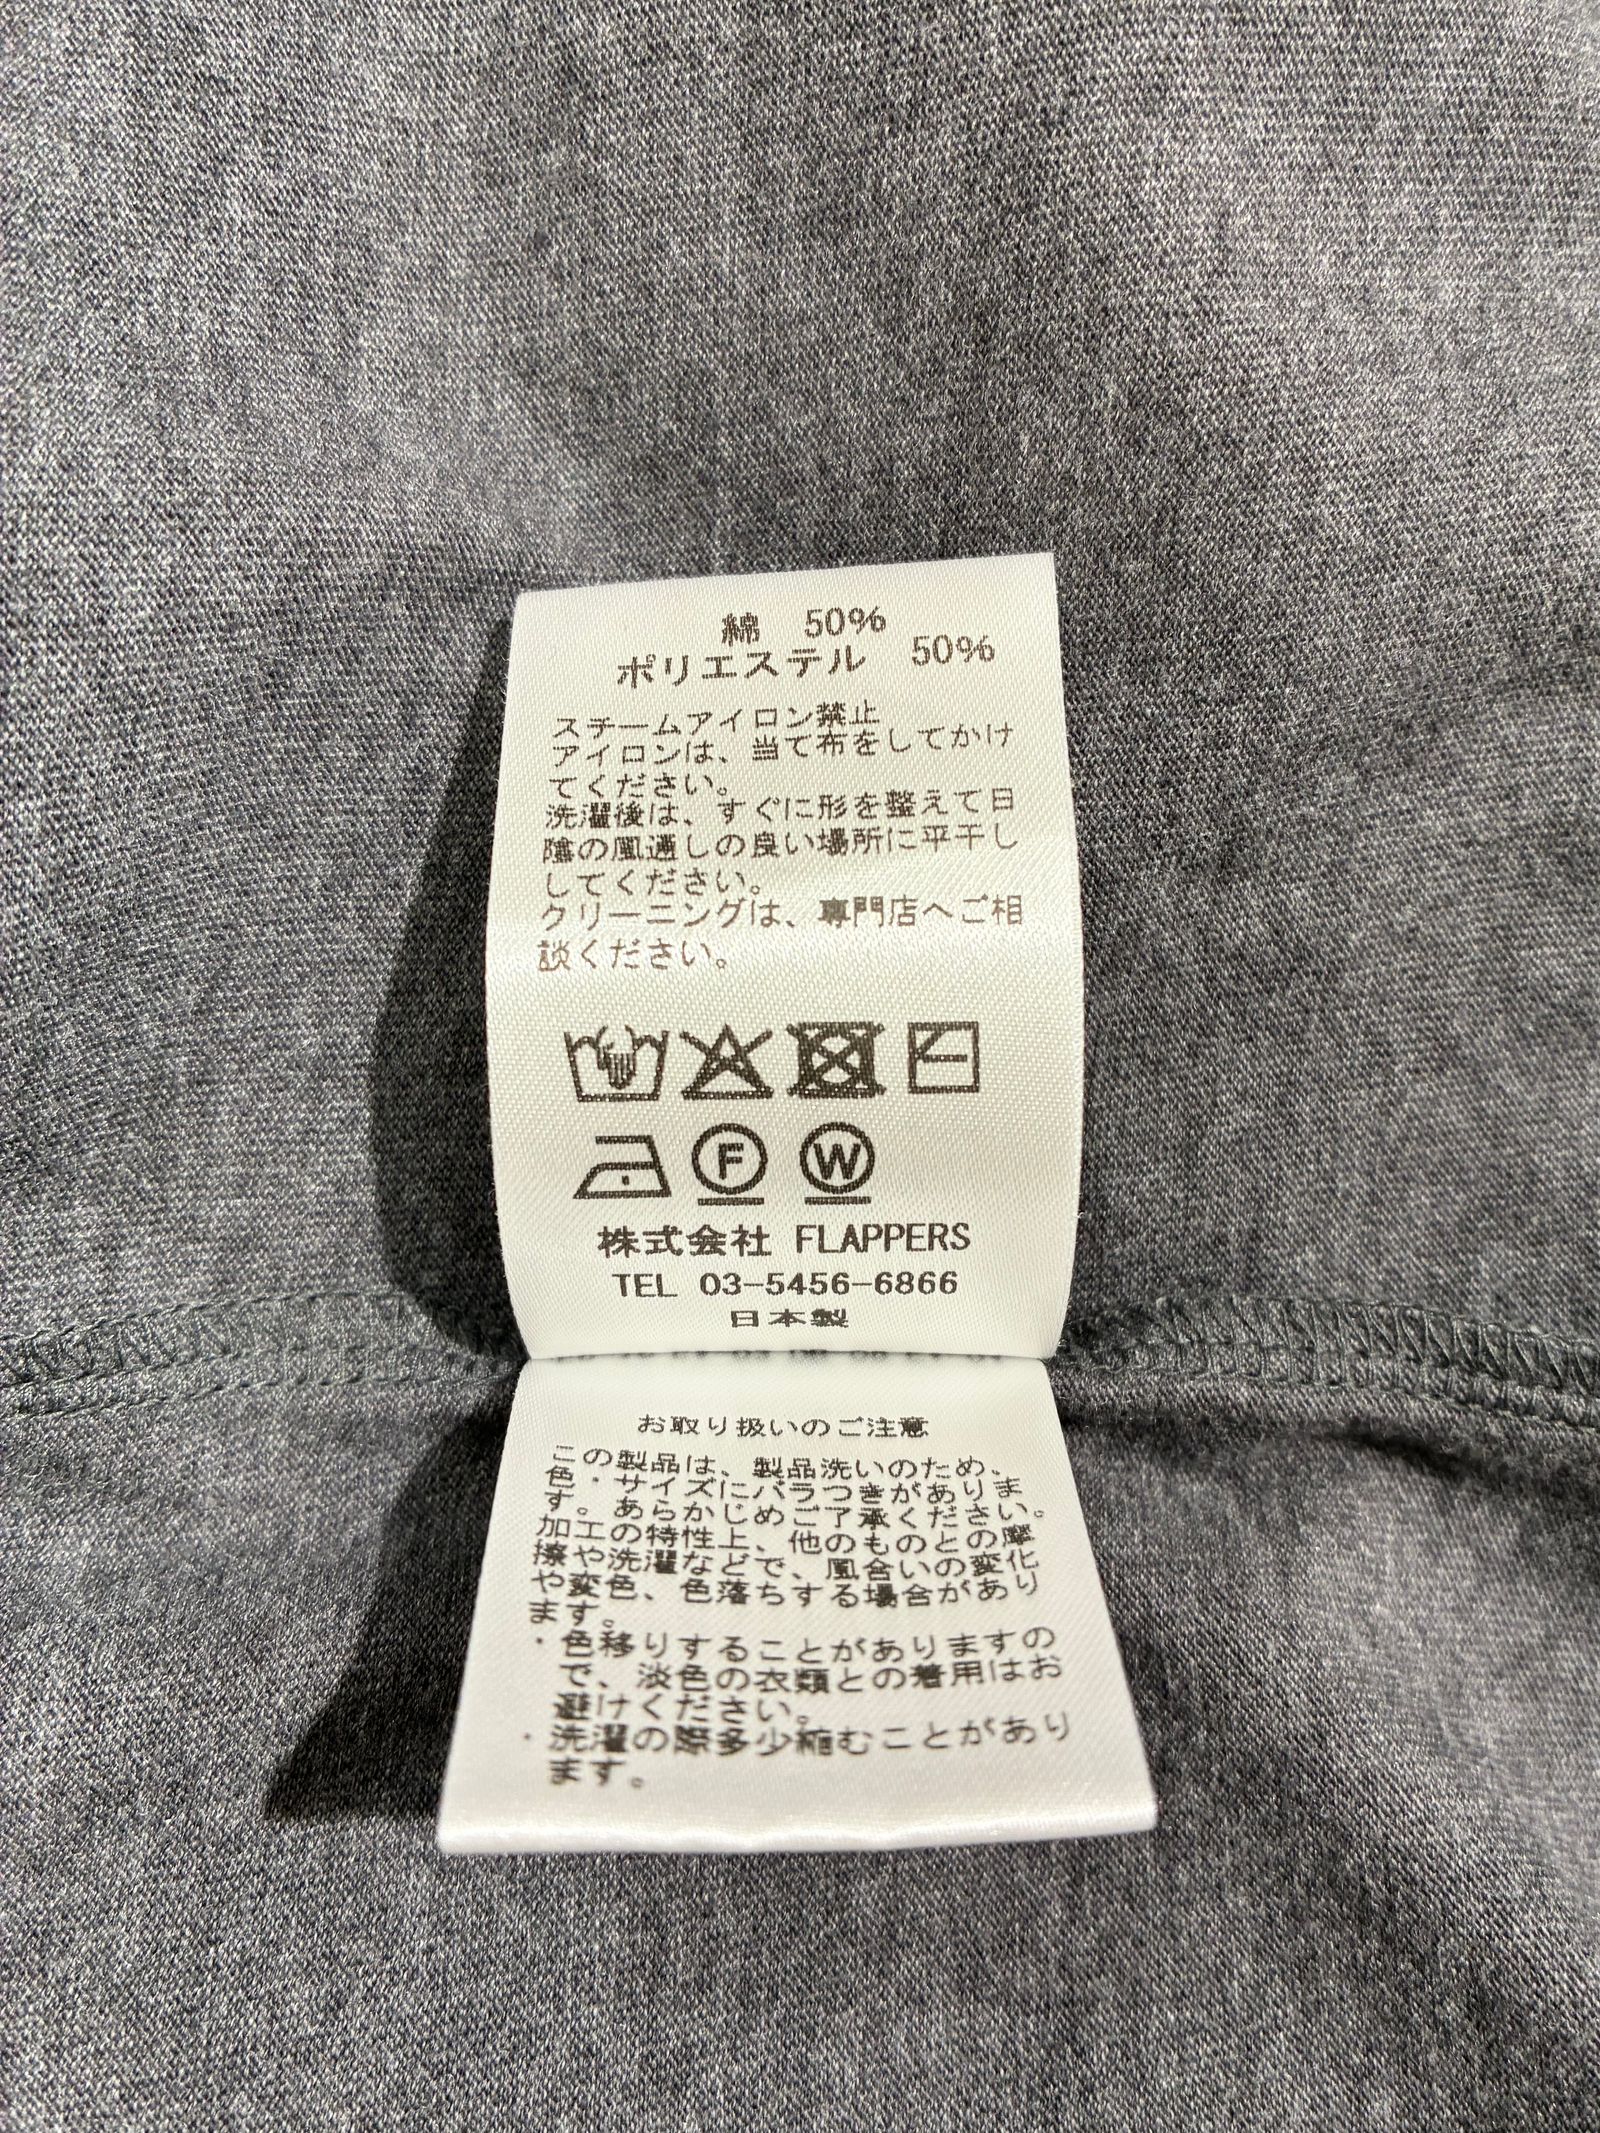 綿 50%
ポリエステル 50%
スチームアイロン禁止
アイロンは、当て布をしてかけ
てください。
洗濯後は、すぐに形を整えて日
陰の風通しの良い場所に平干し
してください。
クリーニングは、専門店へご相
談ください。
F W
株式会社 FLAPPERS
TEL 03-5456-6866
日本製
お取り扱いのご注意
この製品は、製品洗いのため、
色・サイズにバラつきがありま
す。あらかじめご了承ください。
加工の特性上、他のものとの摩
擦や洗濯などで、風合いの変化
や変色、色落ちする場合があり
ます。
・色移りすることがありますの
で、淡色の衣類との着用はお
避けください。
・洗濯の際多少縮むことがあり
ます。